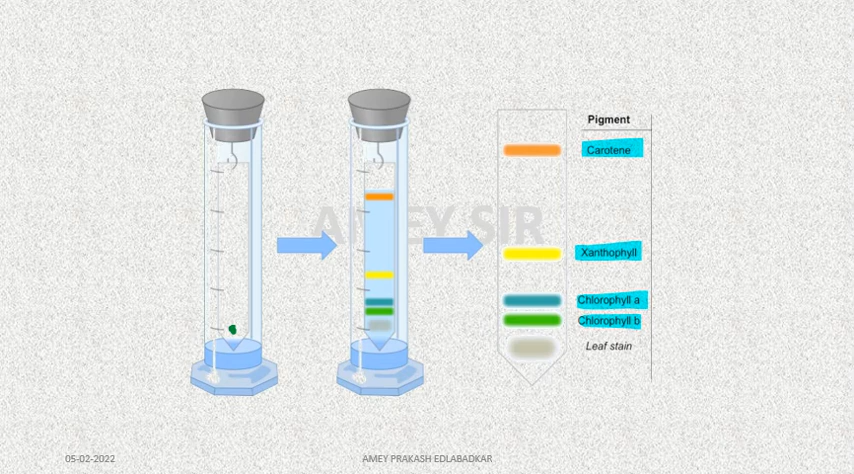 Pigment
Carotene
AMEY SIR
Xanthophyll
Chlorophyll a
Chlorophyll b
Leaf stain
05-02-2022
AMEY PRAKASH EDLABADKAR